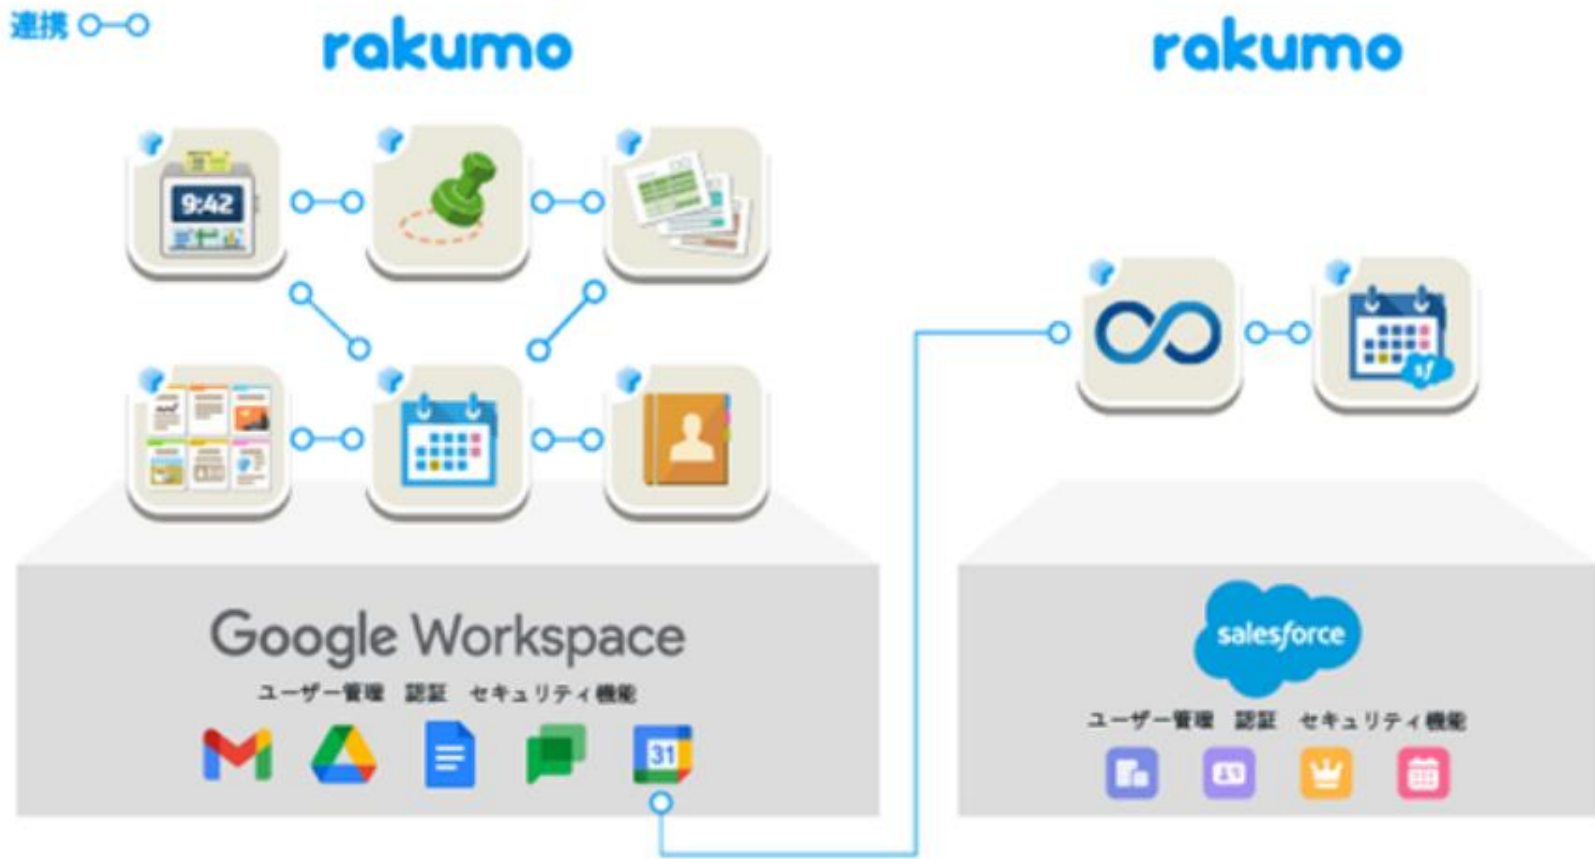 連携
rakumo
rakumo
9:42
sf
Google Workspace
ユーザー管理 認証 セキュリティ機能
31
salesforce
ユーザー管理 認証 セキュリティ機能